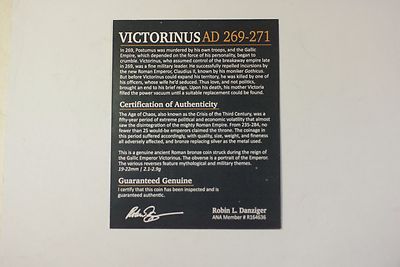 VICTORINUS AD 269-271
In 269, Postumus was murdered by his own troops, and the Gallic
Empire, which depended on the force of his personality, began to
crumble. Victorinus, who assumed control of the breakaway empire late
in 269, was a fine military leader. He successfully repelled incursions by
the new Roman Emperor, Claudius II, known by his moniker Gothicus.
But before Victorinus could expand his territory, he was killed by one of
his officers, whose wife he'd seduced. Thus love, and not politics,
brought an end to his brief reign. Upon his death, his mother Victoria
filled the power vacuum until a suitable replacement could be found.
Certification of Authenticity
The Age of Chaos, also known as the Crisis of the Third Century, was a
fifty-year period of extreme political and economic volatility that almost
saw the disintegration of the mighty Roman Empire. From 235-284, no
fewer than 25 would-be emperors claimed the throne. The coinage in
this period suffered accordingly, with quality, size, weight, and fineness
all adversely affected, and bronze replacing silver as the metal used.
This is a genuine ancient Roman bronze coin struck during the reign of
the Gallic Emperor Victorinus. The obverse is a portrait of the Emperor.
The various reverses feature mythological and military themes.
19-22mm | 2.1-2.9g
Guaranteed Genuine
I certify that this coin has been inspected and is
guaranteed authentic.
Robin L. Danziger
ANA Member # R164636